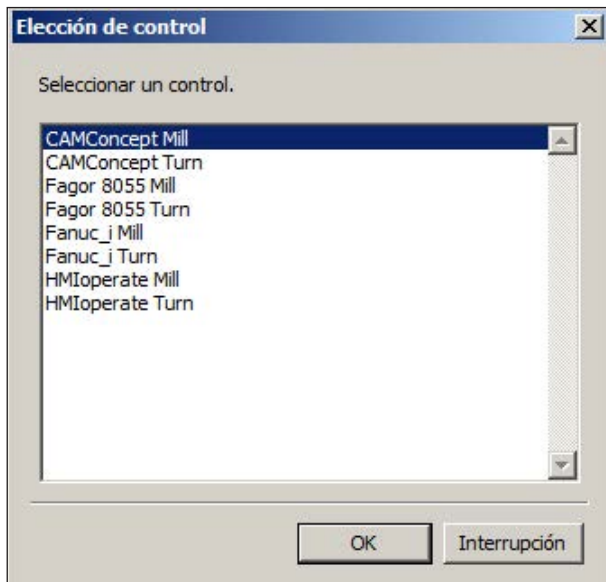 Elección de control
Seleccionar un control.
CAMConcept Mill
CAMConcept Turn
Fagor 8055 Mill
Fagor 8055 Turn
Fanuc_i Mill
Fanuc_i Turn
HMIoperate Mill
HMIoperate Turn
OK Interrupción